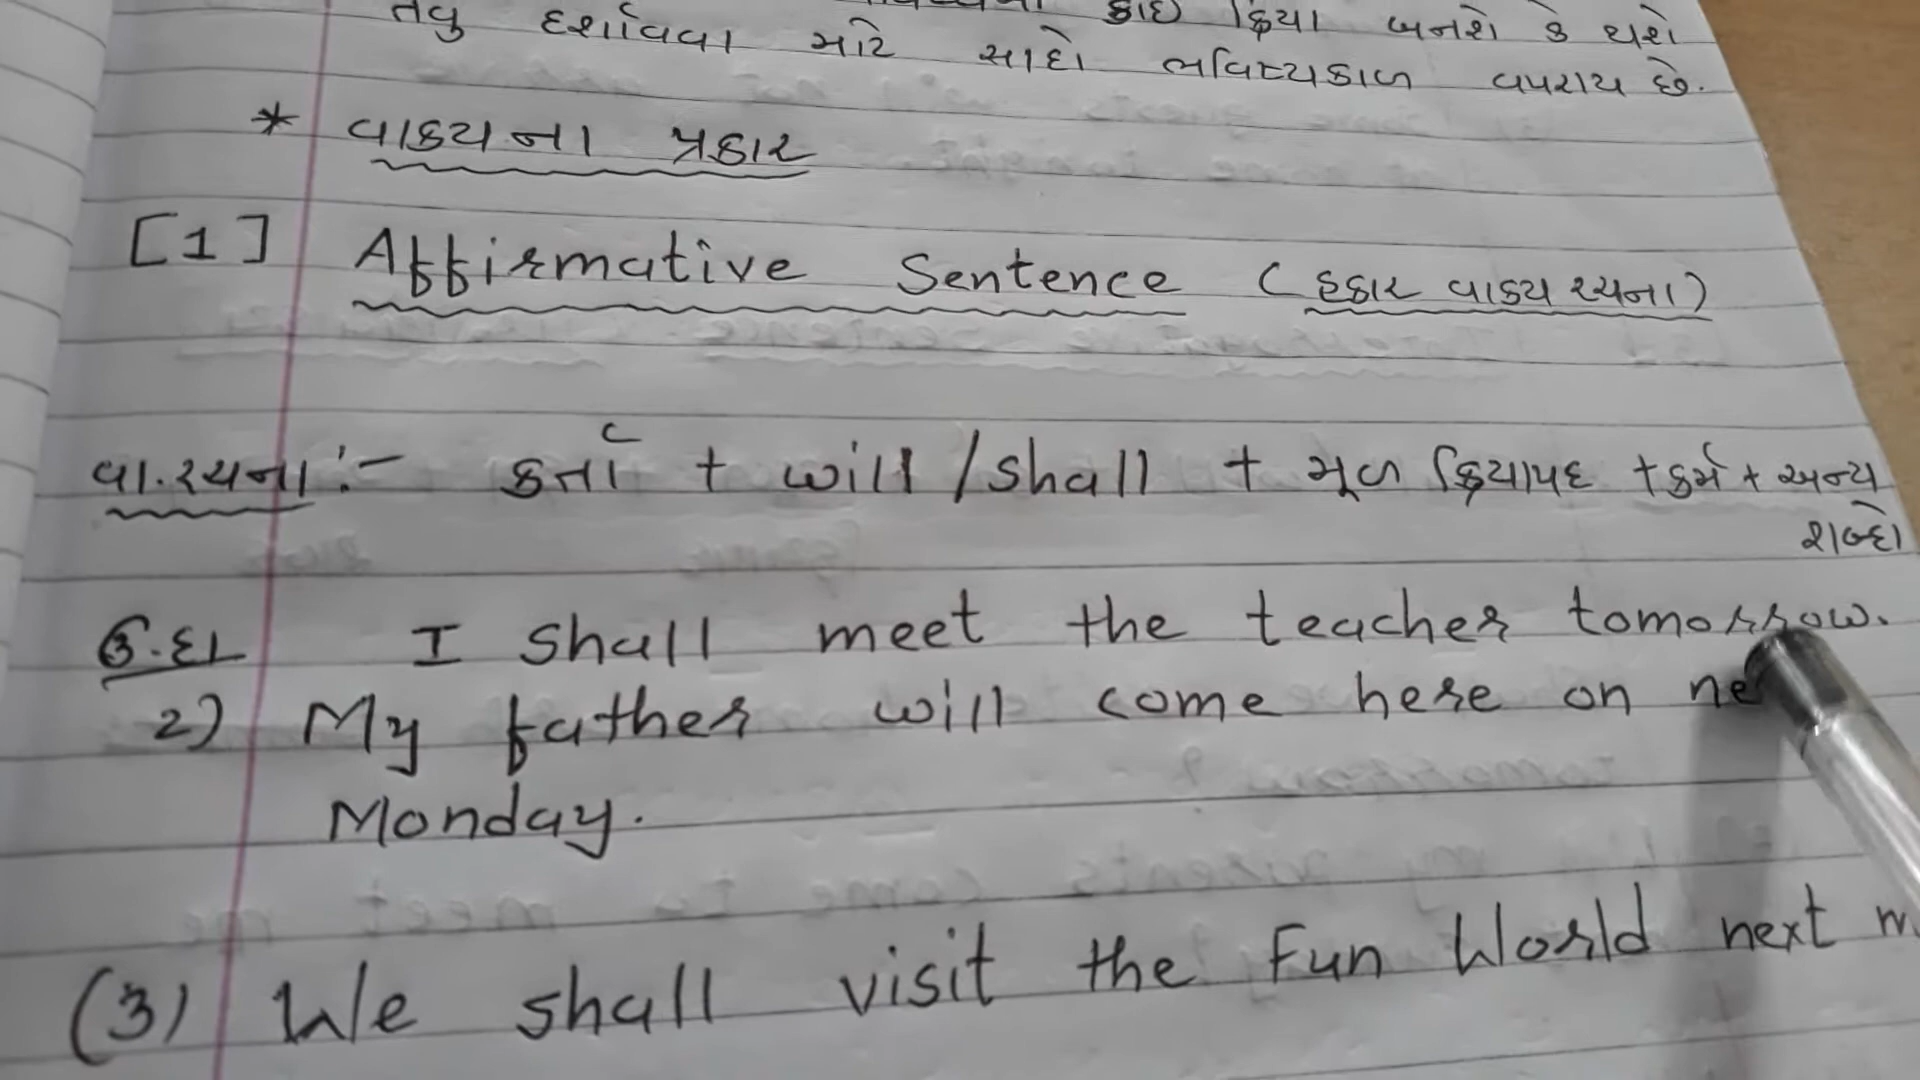 કોઇ ક્રિયા બનશે કે થશે
તેવુ દર્શાવવા માટે સાદો ભવિષ્યકાળ વપરાય છે.
* વાક્યના પ્રકાર
[1] Affirmative Sentence (હકાર વાક્ય રચના)
વા.રચના:- કર્તા + will/shall + મૂળ ક્રિયાપદ + કર્મ + અન્ય
શબ્દો
ઉ.દા I shall meet the teacher tomorrow.
2) My father will come here on
Monday.
(3) We shall visit the Fun World next